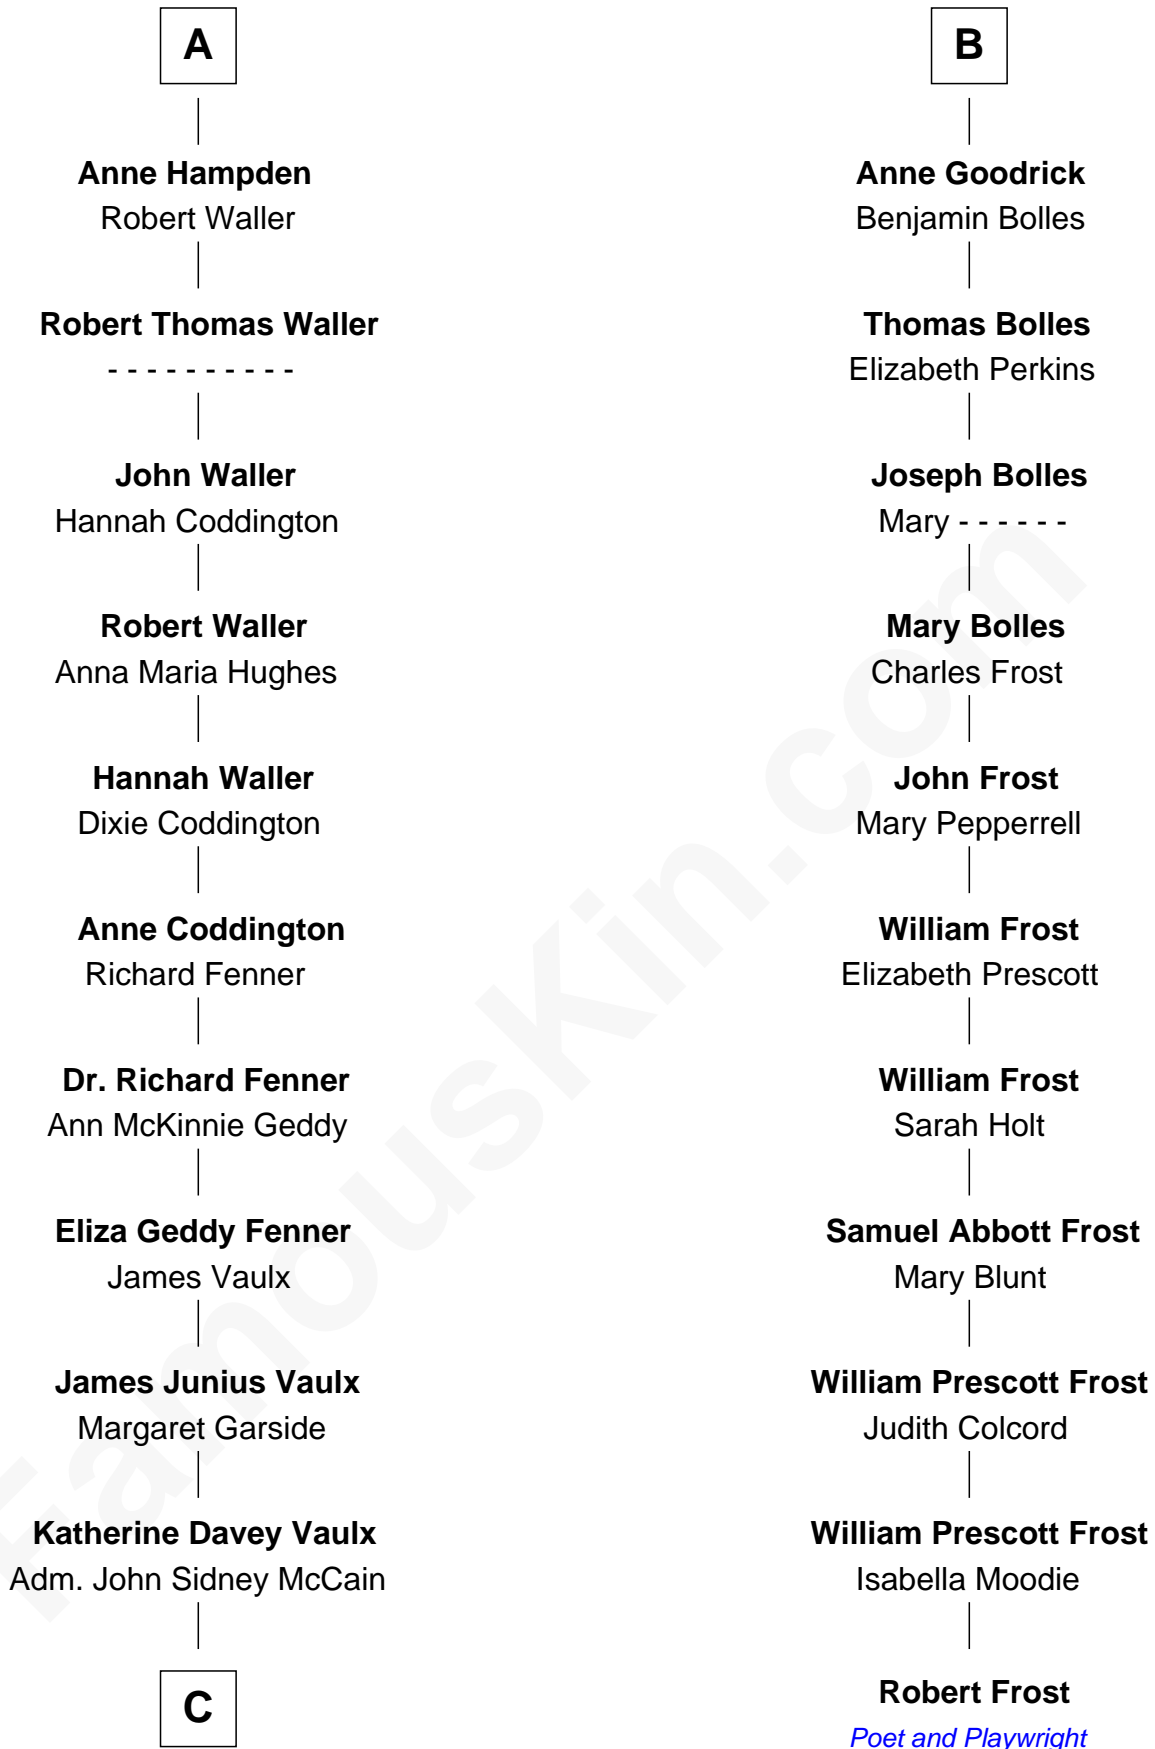 A
Anne Hampden
Robert Waller
Robert Thomas Waller
- - - - - - - - - -
John Waller
Hannah Coddington
Robert Waller
Anna Maria Hughes
Hannah Waller
Dixie Coddington
Anne Coddington
Richard Fenner
Dr. Richard Fenner
Ann McKinnie Geddy
Eliza Geddy Fenner
James Vaulx
James Junius Vaulx
Margaret Garside
Katherine Davey Vaulx
Adm. John Sidney McCain
C
B
Anne Goodrick
Benjamin Bolles
Thomas Bolles
Elizabeth Perkins
Joseph Bolles
Mary - - - - - -
Mary Bolles
Charles Frost
John Frost
Mary Pepperrell
William Frost
Elizabeth Prescott
William Frost
Sarah Holt
Samuel Abbott Frost
Mary Blunt
William Prescott Frost
Judith Colcord
William Prescott Frost
Isabella Moodie
Robert Frost
Poet and Playwright
FamousKin.com